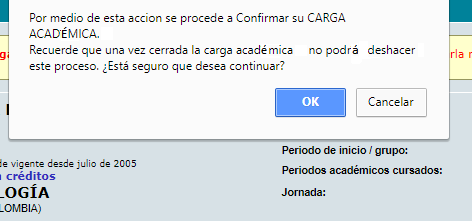 Por medio de esta accion se procede a Confirmar su CARGA
ACADÉMICA.
Recuerde que una vez cerrada la carga académica no podrá deshacer
este proceso. ¿Está seguro que desea continuar?
OK
Cancelar
Periodo de inicio / grupo:
de vigente desde julio de 2005
Periodos académicos cursados:
créditos
LOGÍA
Jornada:
LOMBIA)